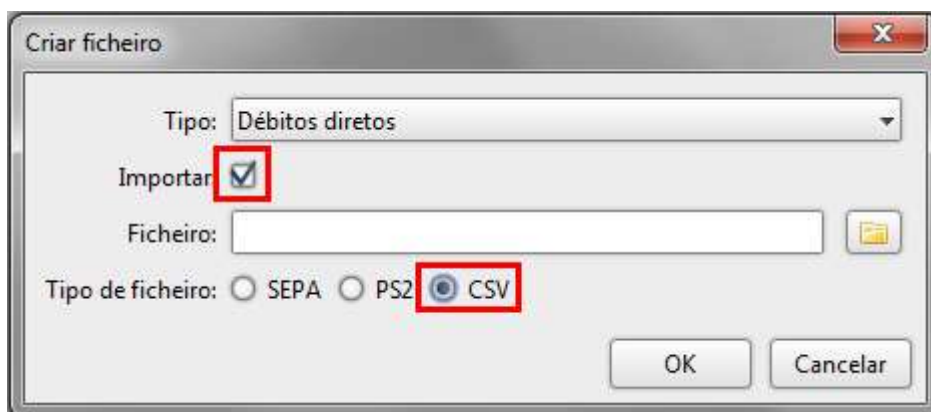 Criar ficheiro
Tipo: Débitos diretos
Importar
Ficheiro:
Tipo de ficheiro: SEPA PS2 CSV
OK Cancelar